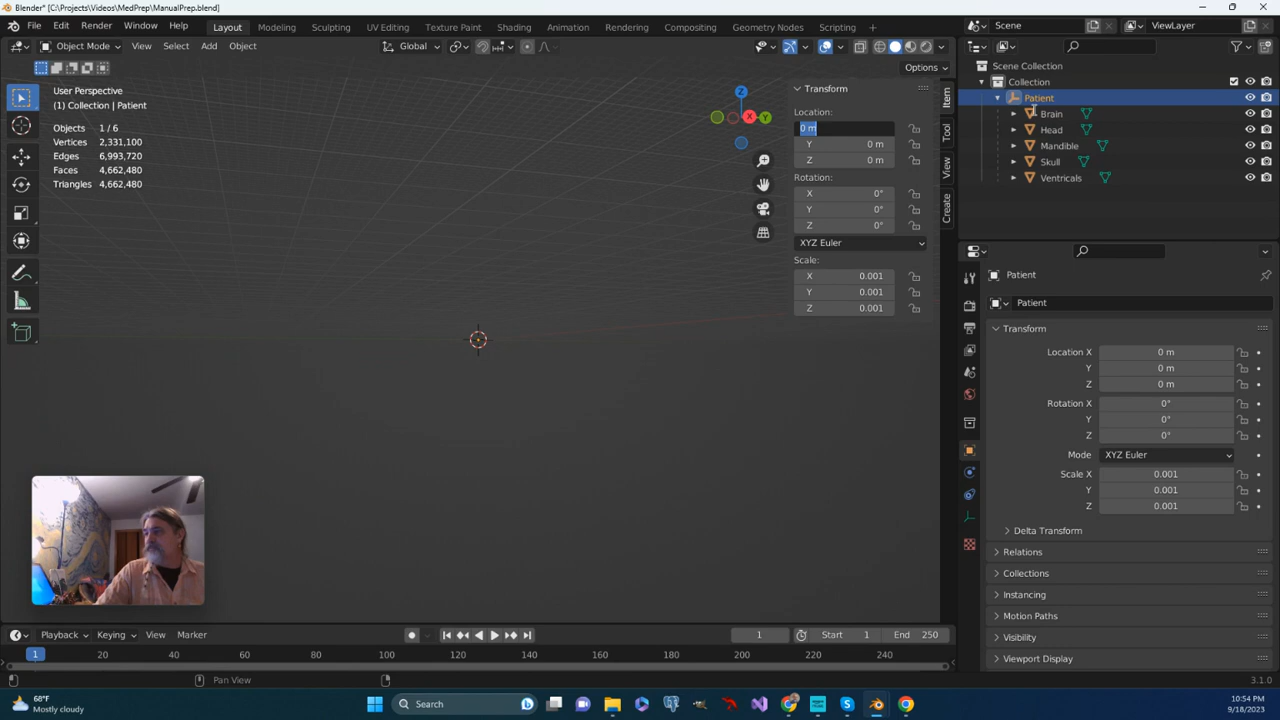 Blender* [C:\Projects\Videos\MedPrep\ManualPrep.blend]
File Edit Render Window Help Layout Modeling Sculpting UV Editing Texture Paint Shading Animation Rendering Compositing Geometry Nodes Scripting + Scene ViewLayer
Object Mode View Select Add Object Global
Options
User Perspective
(1) Collection | Patient
Objects 1 / 6
Vertices 2,331,100
Edges 6,993,720
Faces 4,662,480
Triangles 4,662,480
Z
X
Y
Transform
Location:
0 m
Y 0 m
Z 0 m
Rotation:
X 0°
Y 0°
Z 0°
XYZ Euler
Scale:
X 0.001
Y 0.001
Z 0.001
Item
Tool
View
Create
Scene Collection
Collection
Patient
Brain
Head
Mandible
Skull
Ventricals
Patient
Patient
Transform
Location X 0 m
Y 0 m
Z 0 m
Rotation X 0°
Y 0°
Z 0°
Mode XYZ Euler
Scale X 0.001
Y 0.001
Z 0.001
Delta Transform
Relations
Collections
Instancing
Motion Paths
Visibility
Viewport Display
Playback Keying View Marker 1 Start 1 End 250
1 20 40 60 80 100 120 140 160 180 200 220 240
Pan View
3.1.0
68°F
Mostly cloudy
Search
10:54 PM
9/18/2023